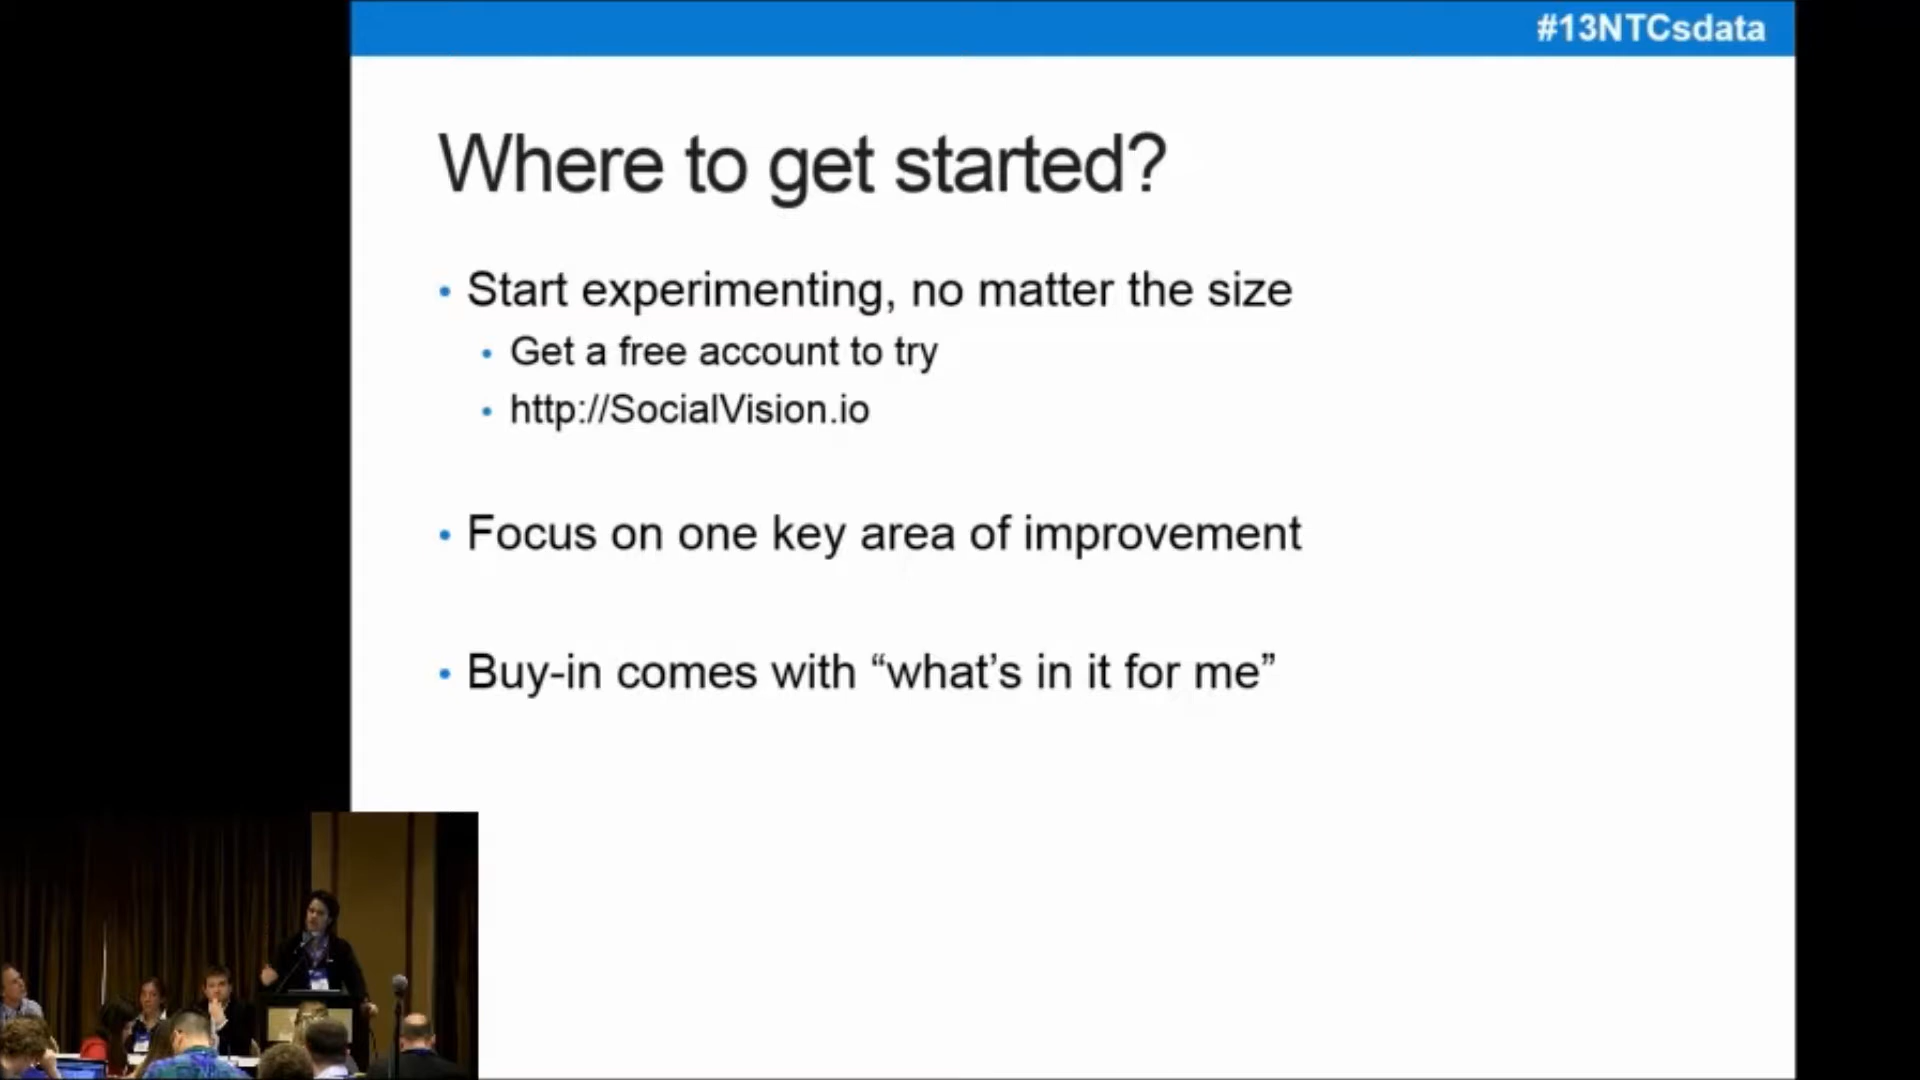 #13NTCsdata
Where to get started?
• Start experimenting, no matter the size
• Get a free account to try
• http://SocialVision.io
• Focus on one key area of improvement
• Buy-in comes with “what’s in it for me”